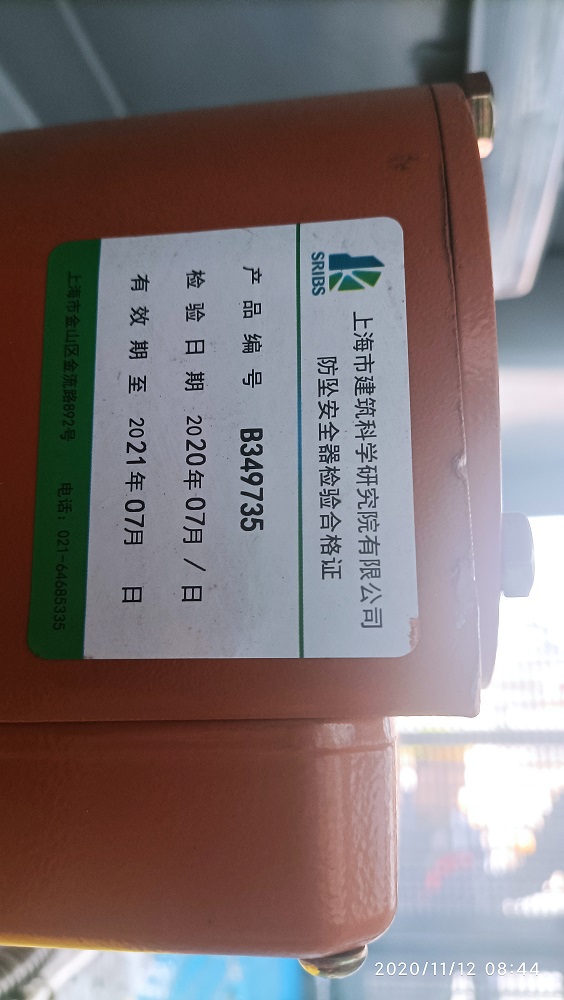 SRIBS
上海市建筑科学研究院有限公司
防坠安全器检验合格证
产品编号 B349735
检验日期 2020年07月/日
有效期至 2021年07月 日
上海市金山区金流路892号 电话：021-64685335
2020/11/12 08:44